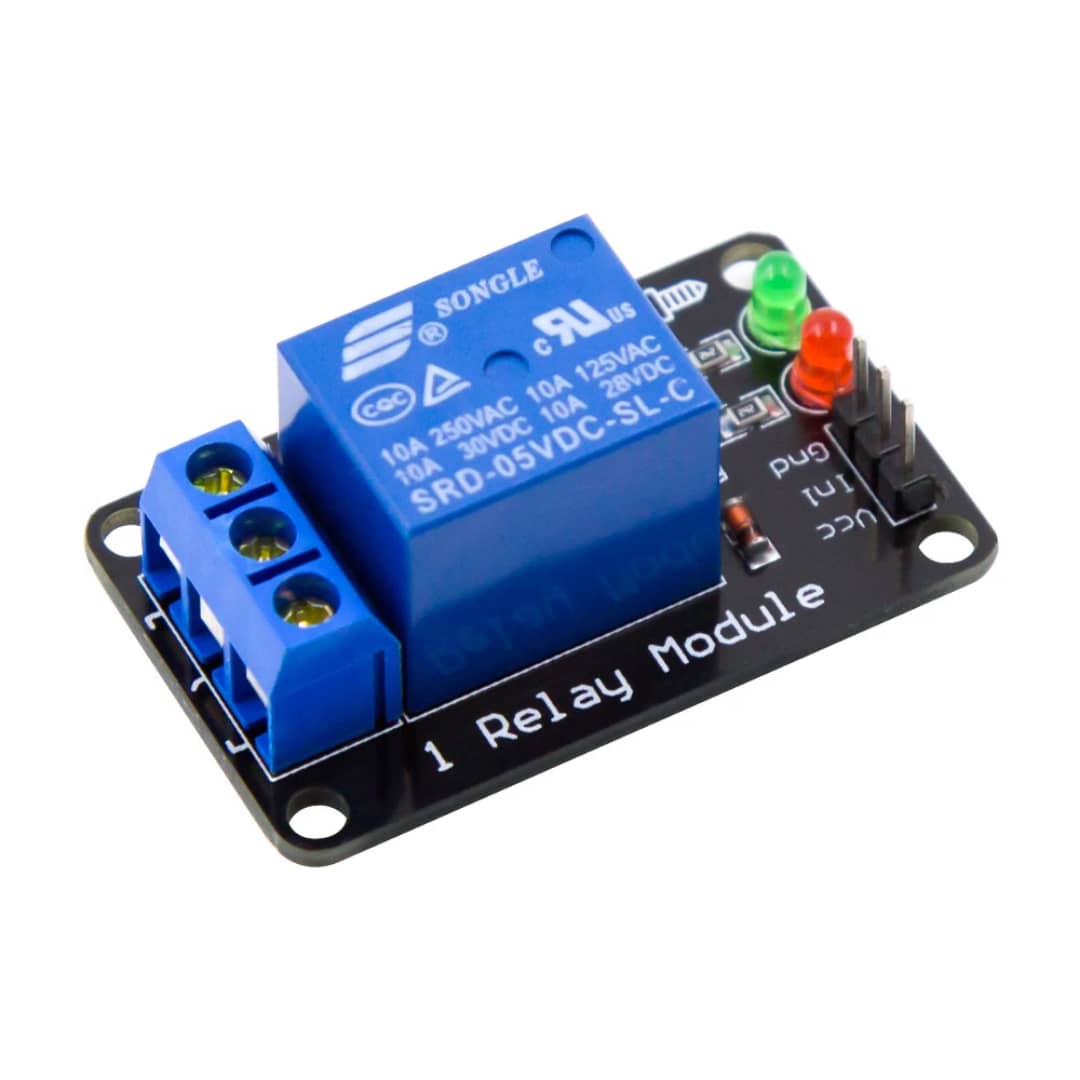 SONGLE
®
c UR US
CQC
10A 250VAC 10A 125VAC
10A 30VDC 10A 28VDC
SRD-05VDC-SL-C
Gnd
In1
Vcc
1 Relay Module